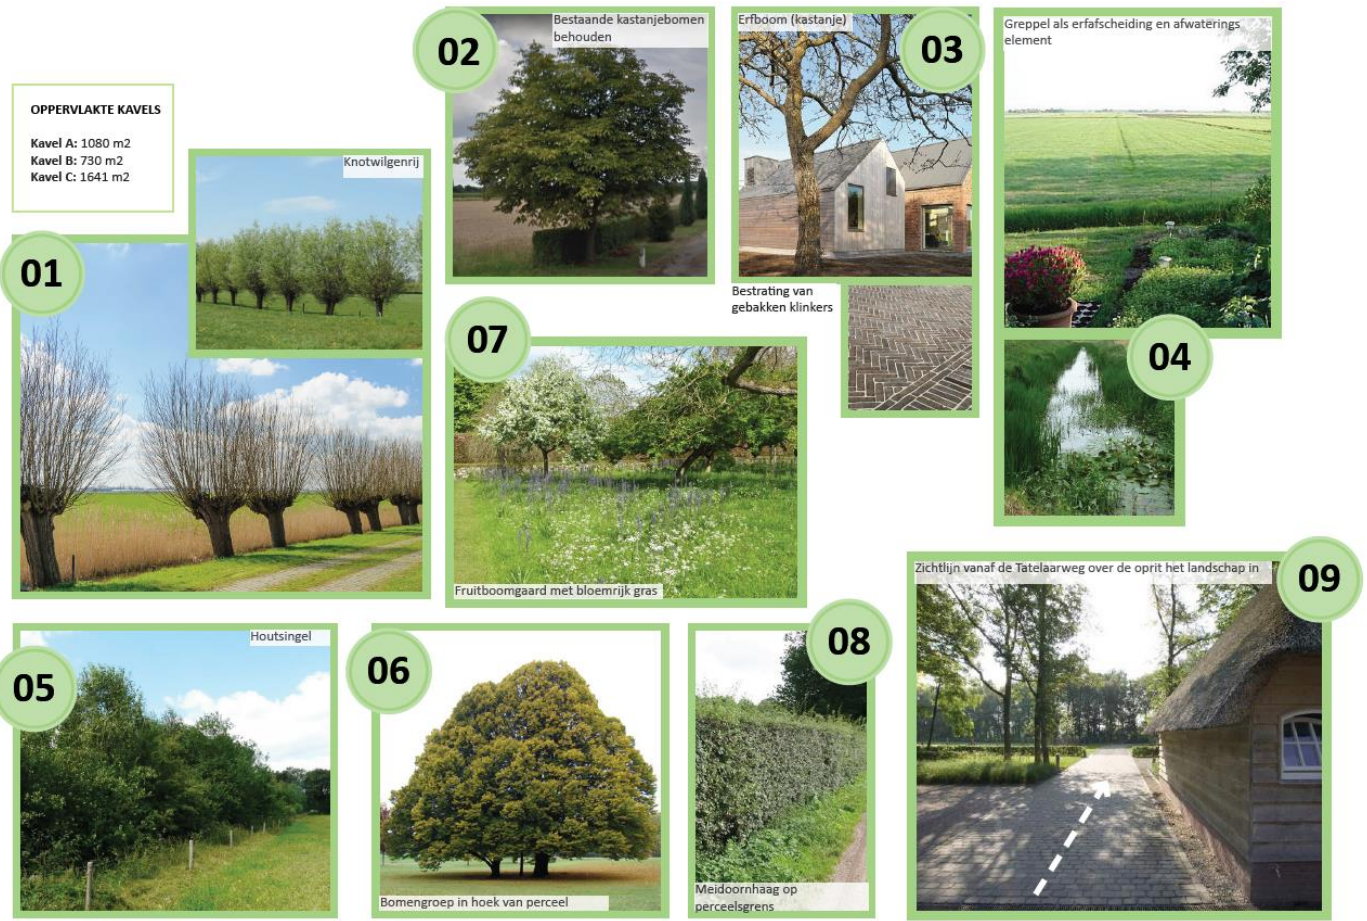 OPPERVLAKTE KAVELS
Kavel A: 1080 m2
Kavel B: 730 m2
Kavel C: 1641 m2
01
Knotwilgenrij
02
Bestaande kastanjebomen
behouden
03
Erfboom (kastanje)
Bestrating van
gebakken klinkers
Greppel als erfafscheiding en afwaterings
element
04
07
Fruitboomgaard met bloemrijk gras
05
Houtsingel
06
Bomengroep in hoek van perceel
08
Meidoornhaag op
perceelsgrens
09
Zichtlijn vanaf de Tatelaarweg over de oprit het landschap in